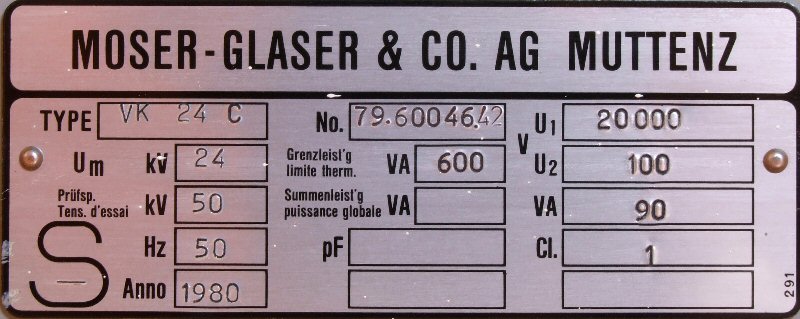 MOSER-GLASER & CO. AG MUTTENZ
TYPE VK 24 C No. 79.60046.42 V U1 20000
Um kV 24 Grenzleist'g limite therm. VA 600 U2 100
Prüfsp. Tens. d'essai kV 50 Summenleist'g puissance globale VA VA 90
S Hz 50 pF Cl. 1
Anno 1980
291